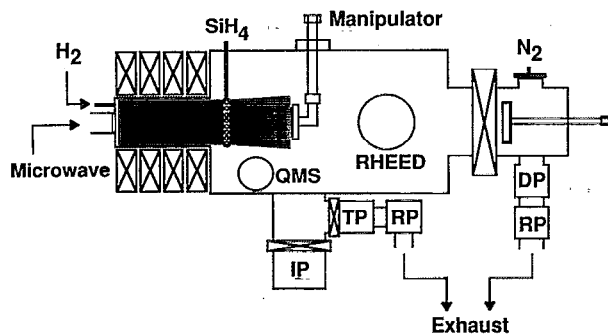 SiH4
Manipulator
H2
N2
Microwave
QMS
RHEED
TP
RP
DP
RP
IP
Exhaust